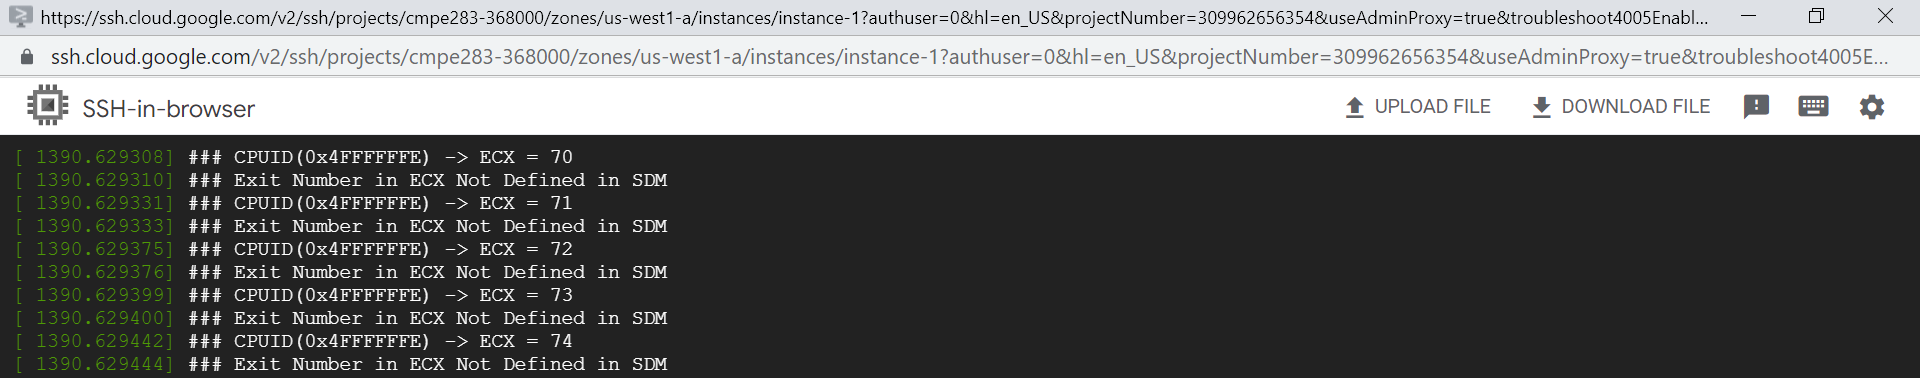 https://ssh.cloud.google.com/v2/ssh/projects/cmpe283-368000/zones/us-west1-a/instances/instance-1?authuser=0&hl=en_US&projectNumber=309962656354&useAdminProxy=true&troubleshoot4005Enabl...
ssh.cloud.google.com/v2/ssh/projects/cmpe283-368000/zones/us-west1-a/instances/instance-1?authuser=0&hl=en_US&projectNumber=309962656354&useAdminProxy=true&troubleshoot4005E...
SSH-in-browser UPLOAD FILE DOWNLOAD FILE
[ 1390.629308] ### CPUID(0x4FFFFFFE) -> ECX = 70
[ 1390.629310] ### Exit Number in ECX Not Defined in SDM
[ 1390.629331] ### CPUID(0x4FFFFFFE) -> ECX = 71
[ 1390.629333] ### Exit Number in ECX Not Defined in SDM
[ 1390.629375] ### CPUID(0x4FFFFFFE) -> ECX = 72
[ 1390.629376] ### Exit Number in ECX Not Defined in SDM
[ 1390.629399] ### CPUID(0x4FFFFFFE) -> ECX = 73
[ 1390.629400] ### Exit Number in ECX Not Defined in SDM
[ 1390.629442] ### CPUID(0x4FFFFFFE) -> ECX = 74
[ 1390.629444] ### Exit Number in ECX Not Defined in SDM